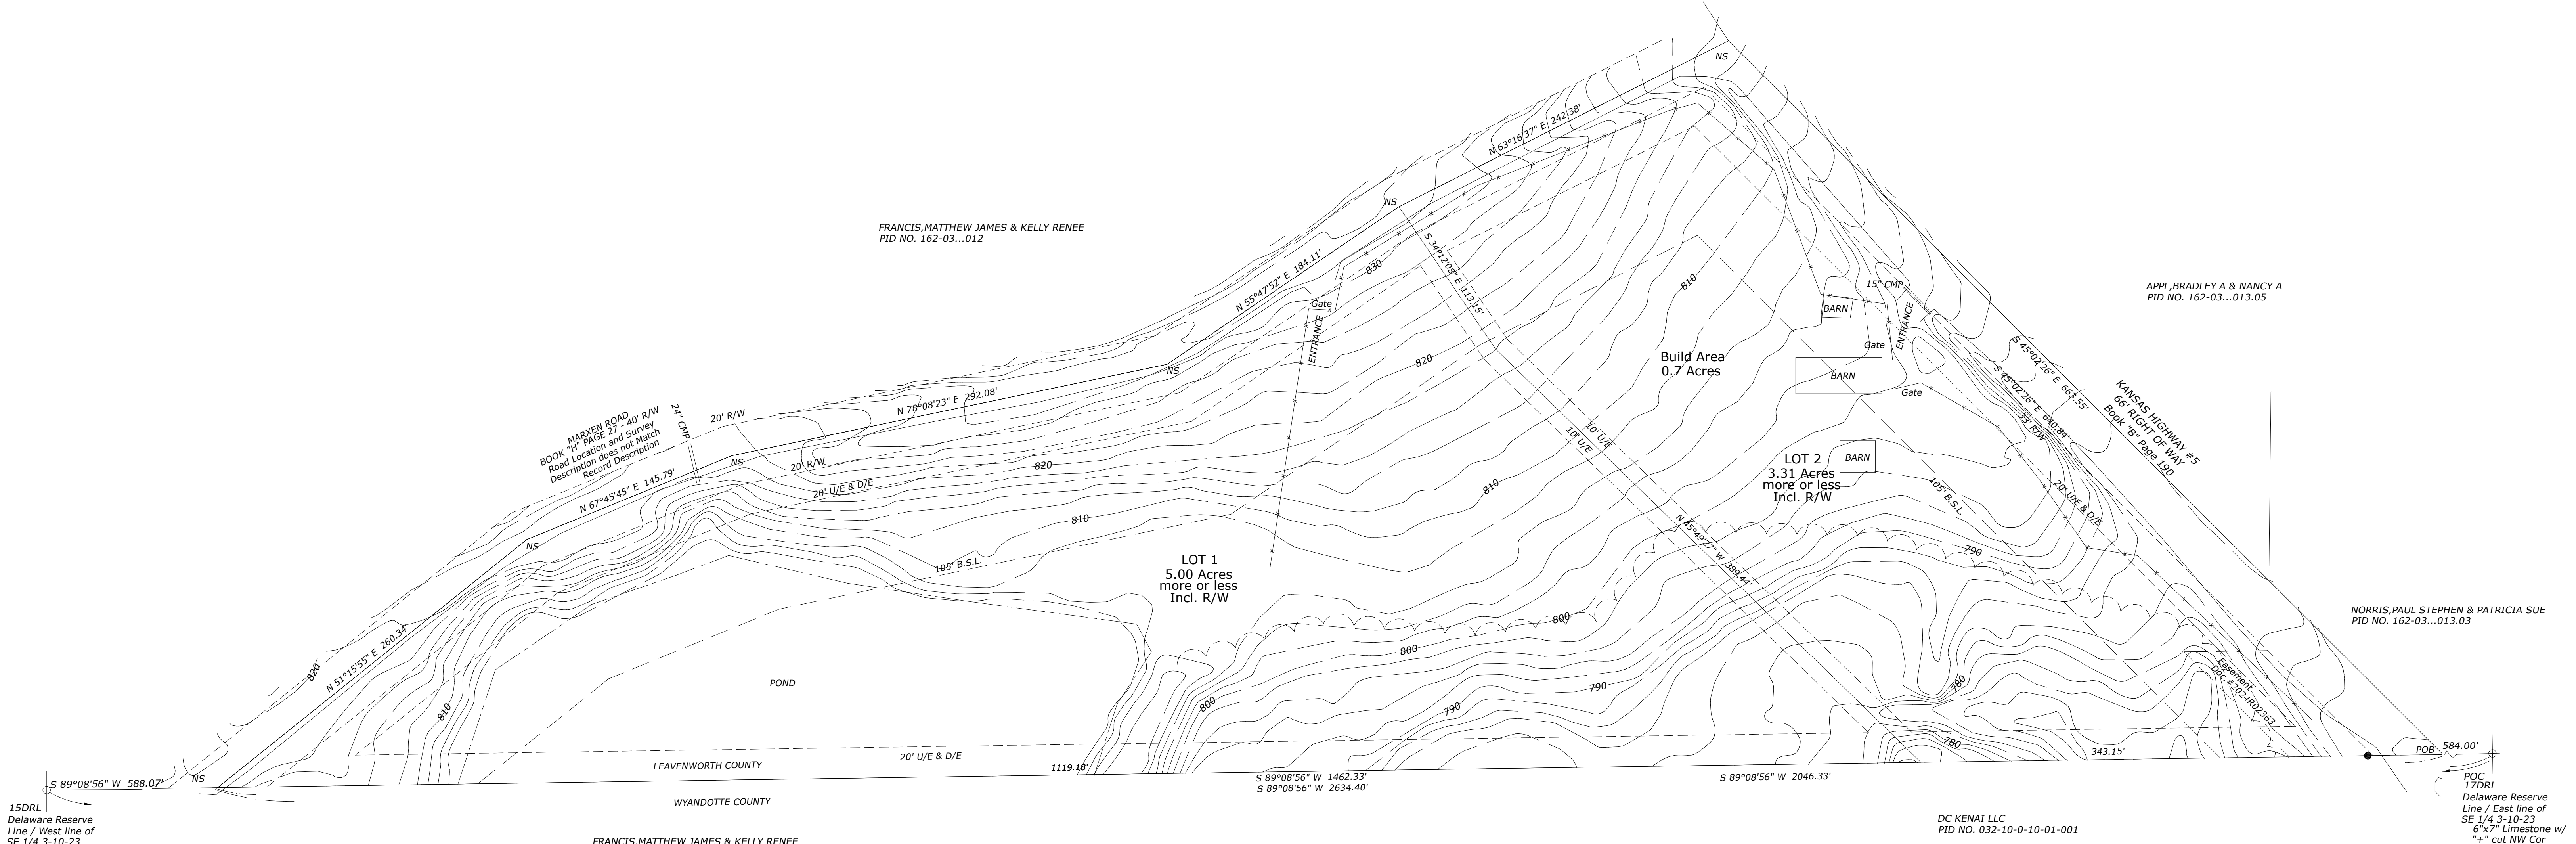 NS
N 63°16'37" E 242.38'
NS
FRANCIS,MATTHEW JAMES & KELLY RENEE
PID NO. 162-03...012
S 34°12'08" E 113.15'
N 55°47'52" E 184.11'
830
Gate
ENTRANCE
810
15" CMP
BARN
ENTRANCE
Gate
APPL,BRADLEY A & NANCY A
PID NO. 162-03...013.05
Build Area
0.7 Acres
820
NS
BARN
Gate
S 45°02'26" E 663.55'
S 45°02'26" E 640.84'
33' R/W
KANSAS HIGHWAY #5
66' RIGHT OF WAY
Book "B" Page 190
N 78°08'23" E 292.08'
MARXEN ROAD
BOOK "H" PAGE 27 - 40' R/W
Road Location and Survey
Description does not Match
Record Description
24" CMP
20' R/W
NS
20' R/W
20' U/E & D/E
820
10' U/E
10' U/E
BARN
LOT 2
3.31 Acres
more or less
Incl. R/W
105' B.S.L.
20' U/E & D/E
N 67°45'45" E 145.79'
810
810
NS
105' B.S.L.
LOT 1
5.00 Acres
more or less
Incl. R/W
N 45°49'27" W 389.44'
790
800
800
NORRIS,PAUL STEPHEN & PATRICIA SUE
PID NO. 162-03...013.03
820
N 51°15'55" E 260.34'
810
POND
800
790
790
780
Easement
Doc. #2024R02363
780
343.15'
POB
584.00'
20' U/E & D/E
LEAVENWORTH COUNTY
1119.18'
S 89°08'56" W 1462.33'
S 89°08'56" W 2634.40'
S 89°08'56" W 2046.33'
NS
S 89°08'56" W 588.07'
WYANDOTTE COUNTY
15DRL
Delaware Reserve
Line / West line of
SE 1/4 3-10-23
POC
17DRL
Delaware Reserve
Line / East line of
SE 1/4 3-10-23
6"x7" Limestone w/
"+" cut NW Cor
DC KENAI LLC
PID NO. 032-10-0-10-01-001
FRANCIS,MATTHEW JAMES & KELLY RENEE